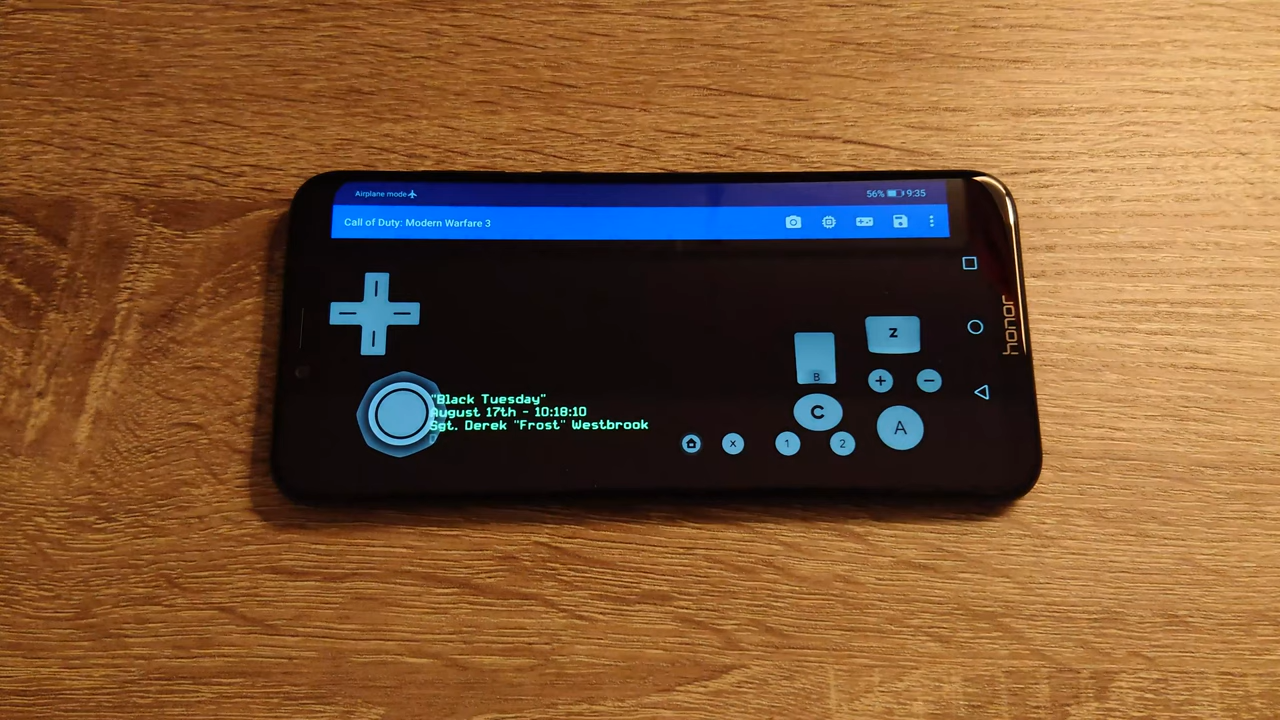 Airplane mode
56% 9:35
Call of Duty: Modern Warfare 3
Z
B
+
−
C
A
"Black Tuesday"
August 17th - 10:18:10
Sgt. Derek "Frost" Westbrook
X
1
2
honor